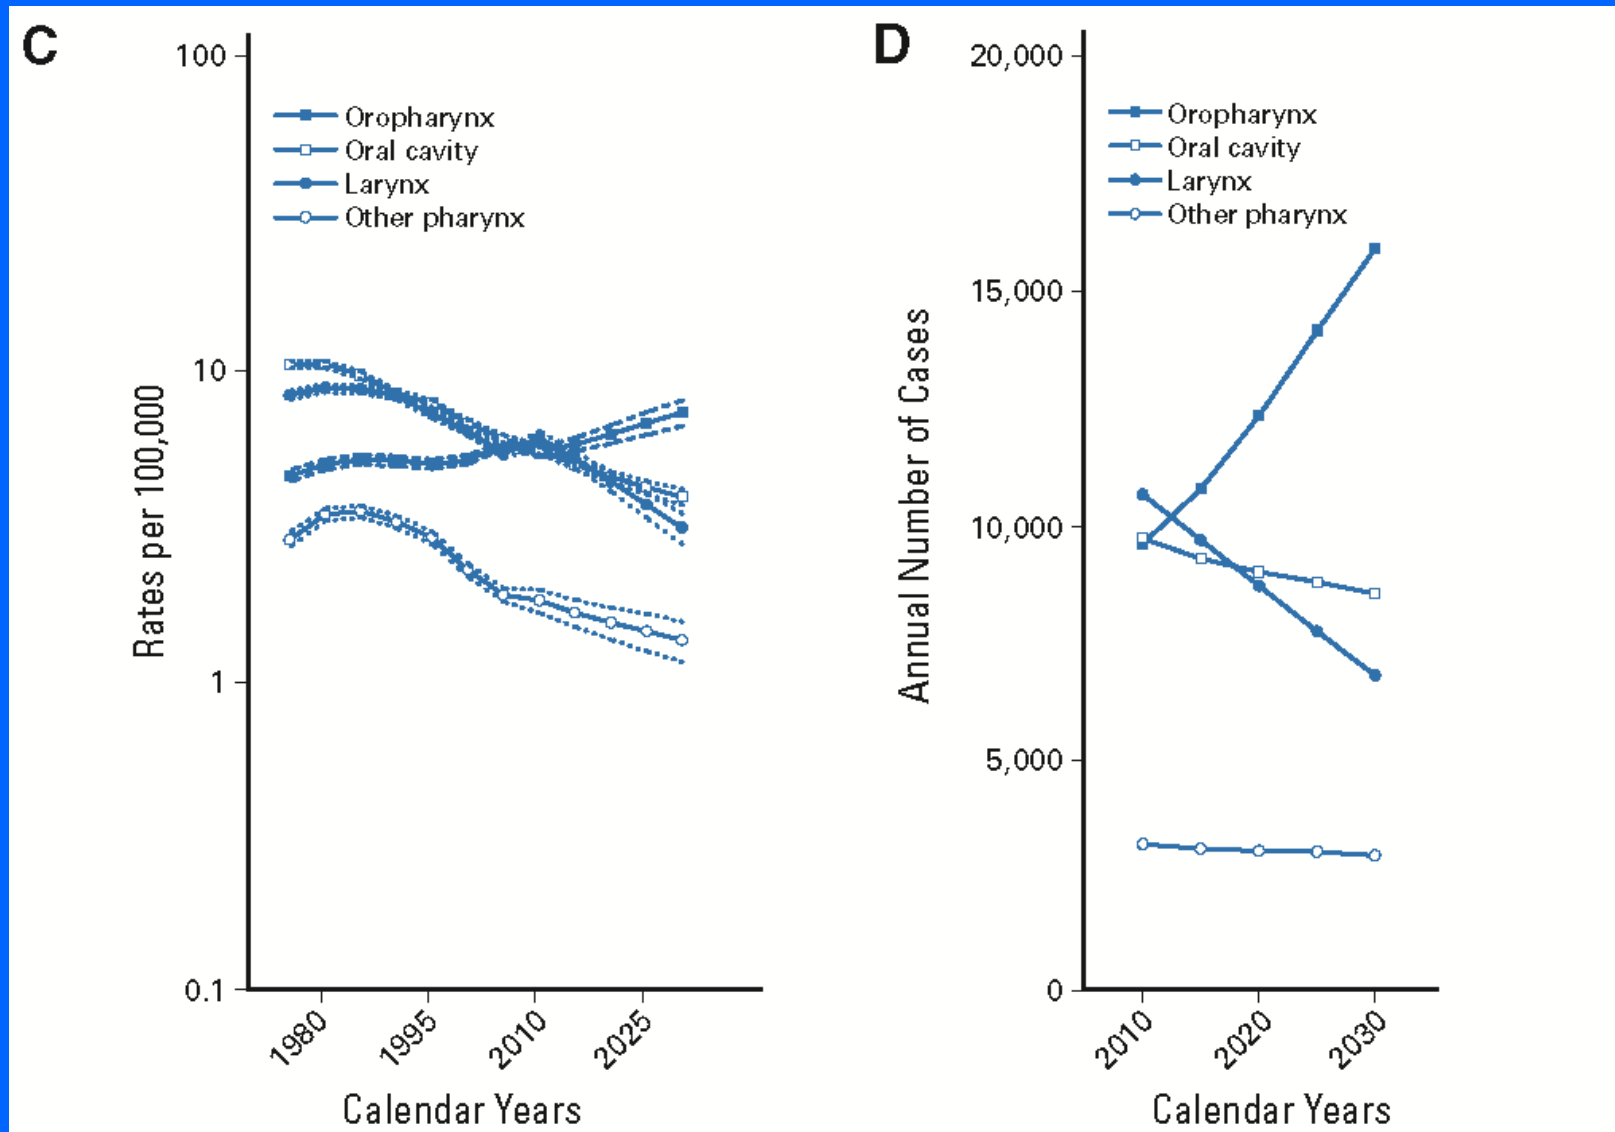 C
100
10
1
0.1
Rates per 100,000
Oropharynx
Oral cavity
Larynx
Other pharynx
1980
1995
2010
2025
Calendar Years
D
20,000
15,000
10,000
5,000
0
Annual Number of Cases
Oropharynx
Oral cavity
Larynx
Other pharynx
2010
2020
2030
Calendar Years